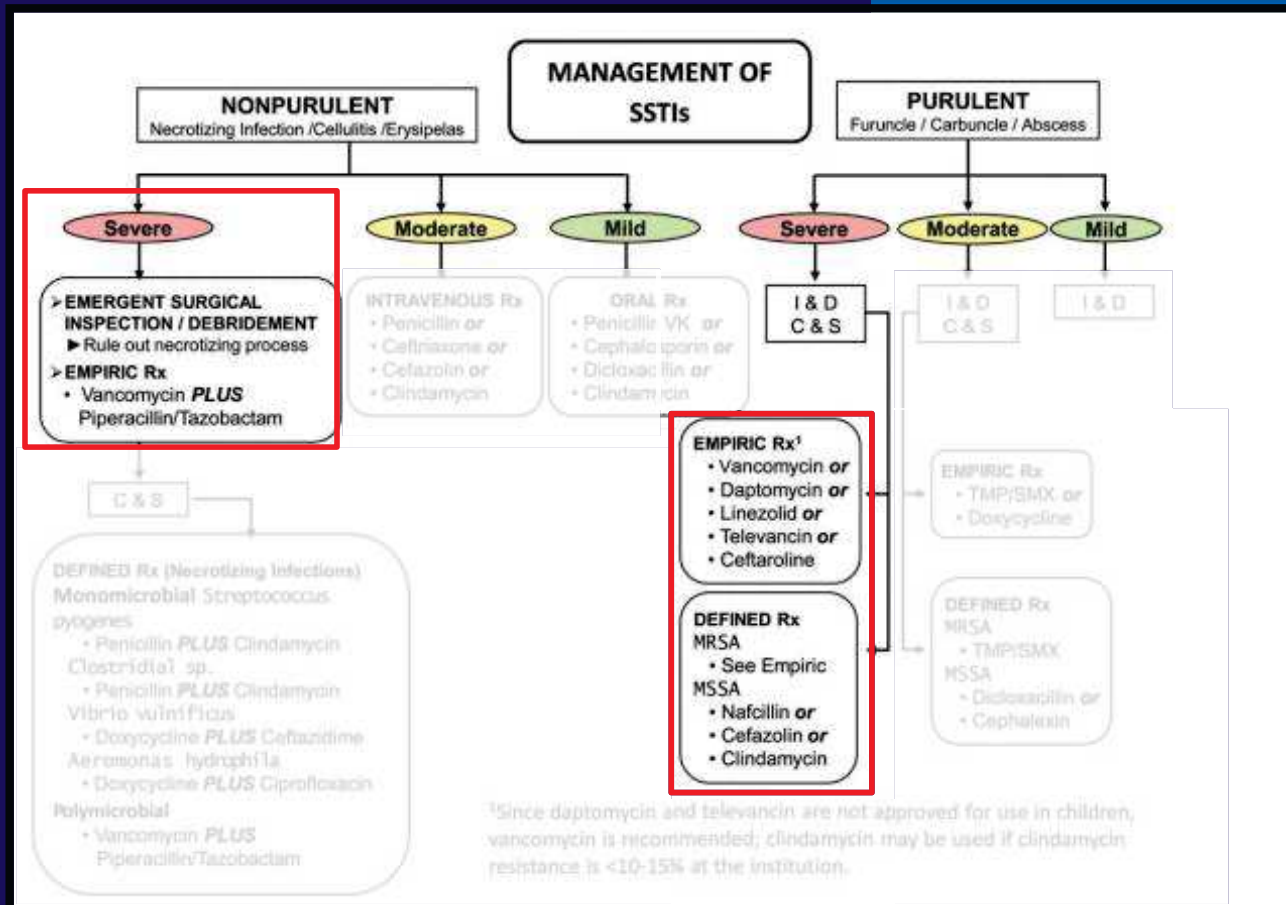 MANAGEMENT OF
SSTIs
NONPURULENT
Necrotizing Infection /Cellulitis /Erysipelas
Severe
➢EMERGENT SURGICAL
INSPECTION / DEBRIDEMENT
►Rule out necrotizing process
➢EMPIRIC Rx
• Vancomycin PLUS
Piperacillin/Tazobactam
C & S
DEFINED Rx (Necrotizing Infections)
Monomicrobial Streptococcus
pyogenes
• Penicillin PLUS Clindamycin
Clostridial sp.
• Penicillin PLUS Clindamycin
Vibrio vulnificus
• Doxycycline PLUS Ceftazidime
Aeromonas hydrophila
• Doxycycline PLUS Ciprofloxacin
Polymicrobial
• Vancomycin PLUS
Piperacillin/Tazobactam
Moderate
INTRAVENOUS Rx
• Penicillin or
• Ceftriaxone or
• Cefazolin or
• Clindamycin
Mild
ORAL Rx
• Penicillin VK or
• Cephalosporin or
• Dicloxacillin or
• Clindamycin
PURULENT
Furuncle / Carbuncle / Abscess
Severe
I & D
C & S
EMPIRIC Rx¹
• Vancomycin or
• Daptomycin or
• Linezolid or
• Televancin or
• Ceftaroline
DEFINED Rx
MRSA
• See Empiric
MSSA
• Nafcillin or
• Cefazolin or
• Clindamycin
Moderate
I & D
C & S
EMPIRIC Rx
• TMP/SMX or
• Doxycycline
DEFINED Rx
MRSA
• TMP/SMX
MSSA
• Dicloxacillin or
• Cephalexin
Mild
I & D
¹Since daptomycin and televancin are not approved for use in children,
vancomycin is recommended; clindamycin may be used if clindamycin
resistance is <10-15% at the institution.